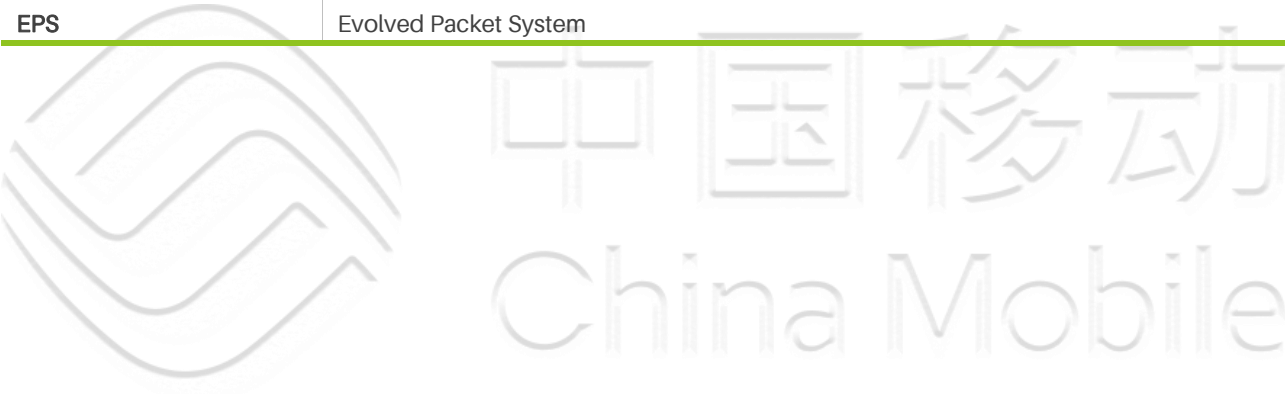 EPS Evolved Packet System
中国移动
China Mobile